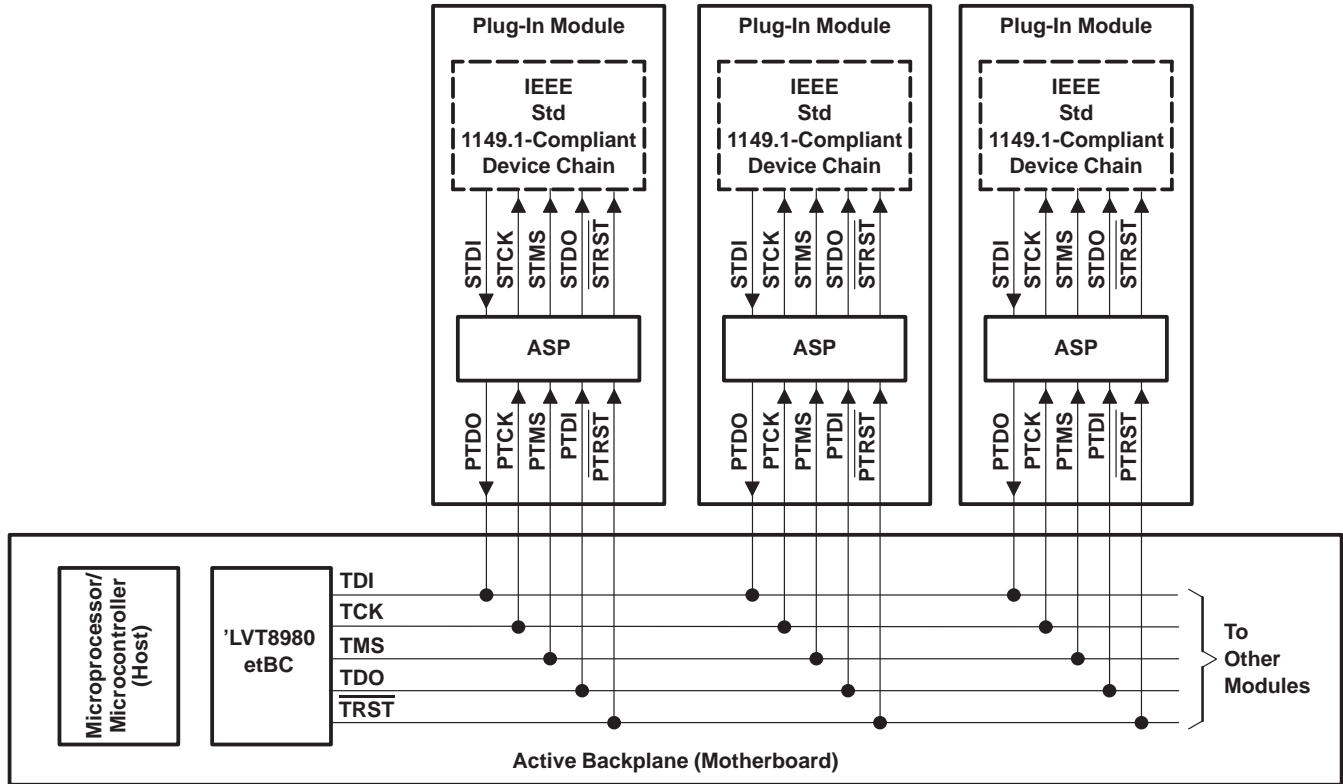 Plug-In Module
IEEE
Std
1149.1-Compliant
Device Chain
STDI
STCK
STMS
STDO
STRST
ASP
PTDO
PTCK
PTMS
PTDI
PTRST
Plug-In Module
IEEE
Std
1149.1-Compliant
Device Chain
STDI
STCK
STMS
STDO
STRST
ASP
PTDO
PTCK
PTMS
PTDI
PTRST
Plug-In Module
IEEE
Std
1149.1-Compliant
Device Chain
STDI
STCK
STMS
STDO
STRST
ASP
PTDO
PTCK
PTMS
PTDI
PTRST
Microprocessor/
Microcontroller
(Host)
’LVT8980
etBC
TDI
TCK
TMS
TDO
TRST
To
Other
Modules
Active Backplane (Motherboard)